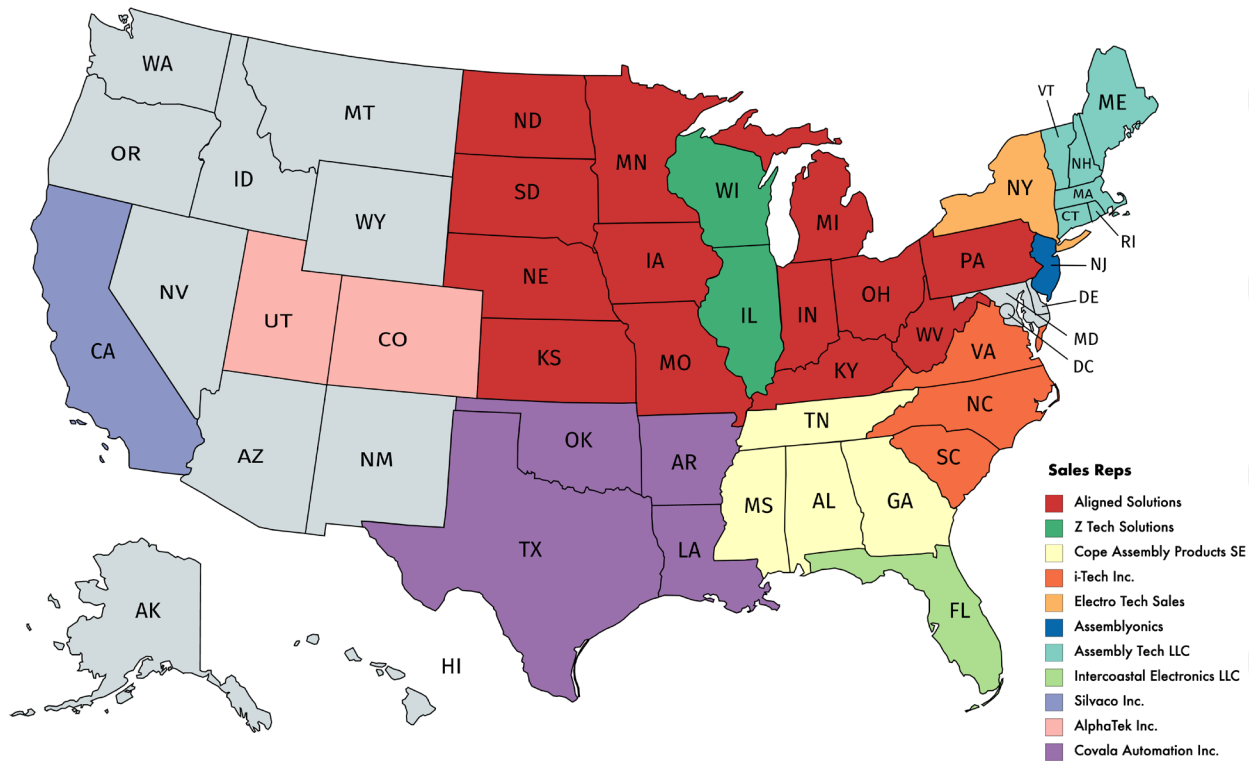 WA
MT
ND
MN
VT
ME
OR
ID
SD
WI
NY
NH
MA
WY
MI
CT
RI
NE
IA
PA
NJ
NV
UT
CO
IL
IN
OH
DE
CA
KS
MO
KY
WV
VA
MD
DC
AZ
NM
OK
AR
TN
NC
SC
MS
AL
GA
TX
LA
FL
AK
HI
Sales Reps
Aligned Solutions
Z Tech Solutions
Cope Assembly Products SE
i-Tech Inc.
Electro Tech Sales
Assemblyonics
Assembly Tech LLC
Intercoastal Electronics LLC
Silvaco Inc.
AlphaTek Inc.
Covala Automation Inc.